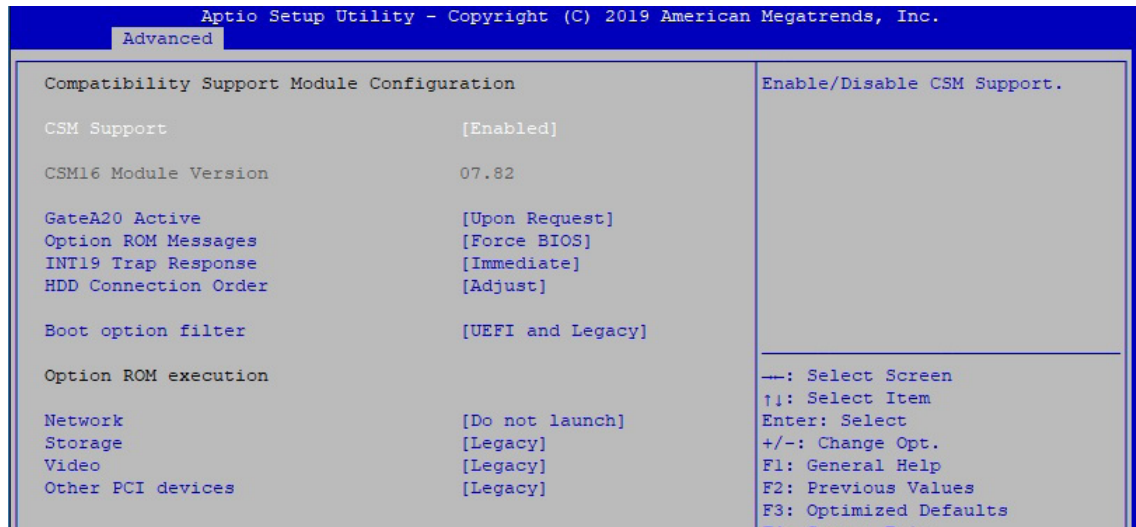 Aptio Setup Utility - Copyright (C) 2019 American Megatrends, Inc.
Advanced
Compatibility Support Module Configuration
CSM Support [Enabled]
CSM16 Module Version 07.82
GateA20 Active [Upon Request]
Option ROM Messages [Force BIOS]
INT19 Trap Response [Immediate]
HDD Connection Order [Adjust]
Boot option filter [UEFI and Legacy]
Option ROM execution
Network [Do not launch]
Storage [Legacy]
Video [Legacy]
Other PCI devices [Legacy]
Enable/Disable CSM Support.
→←: Select Screen
↑↓: Select Item
Enter: Select
+/-: Change Opt.
F1: General Help
F2: Previous Values
F3: Optimized Defaults